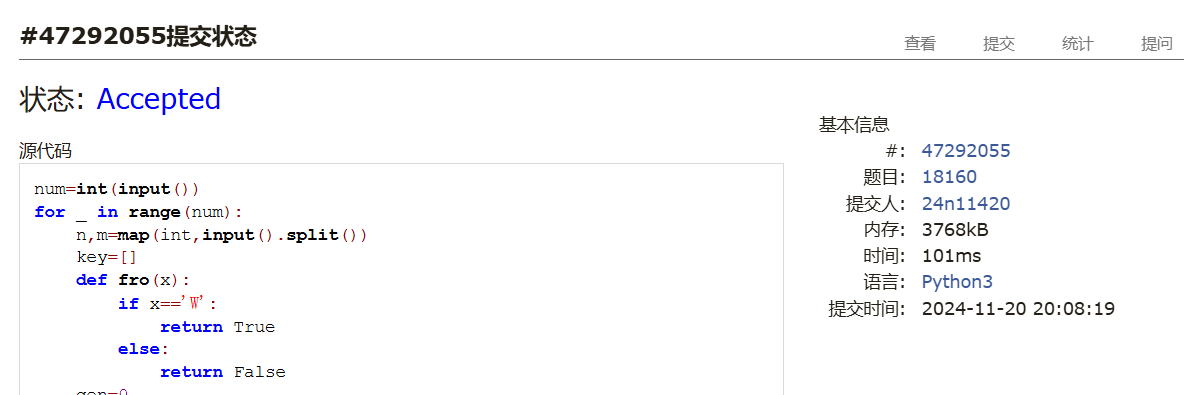 #47292055提交状态
查看 提交 统计 提问
状态: Accepted
源代码
num=int(input())
for _ in range(num):
    n,m=map(int,input().split())
    key=[]
    def fro(x):
        if x=='W':
            return True
        else:
            return False
基本信息
#: 47292055
题目: 18160
提交人: 24n11420
内存: 3768kB
时间: 101ms
语言: Python3
提交时间: 2024-11-20 20:08:19